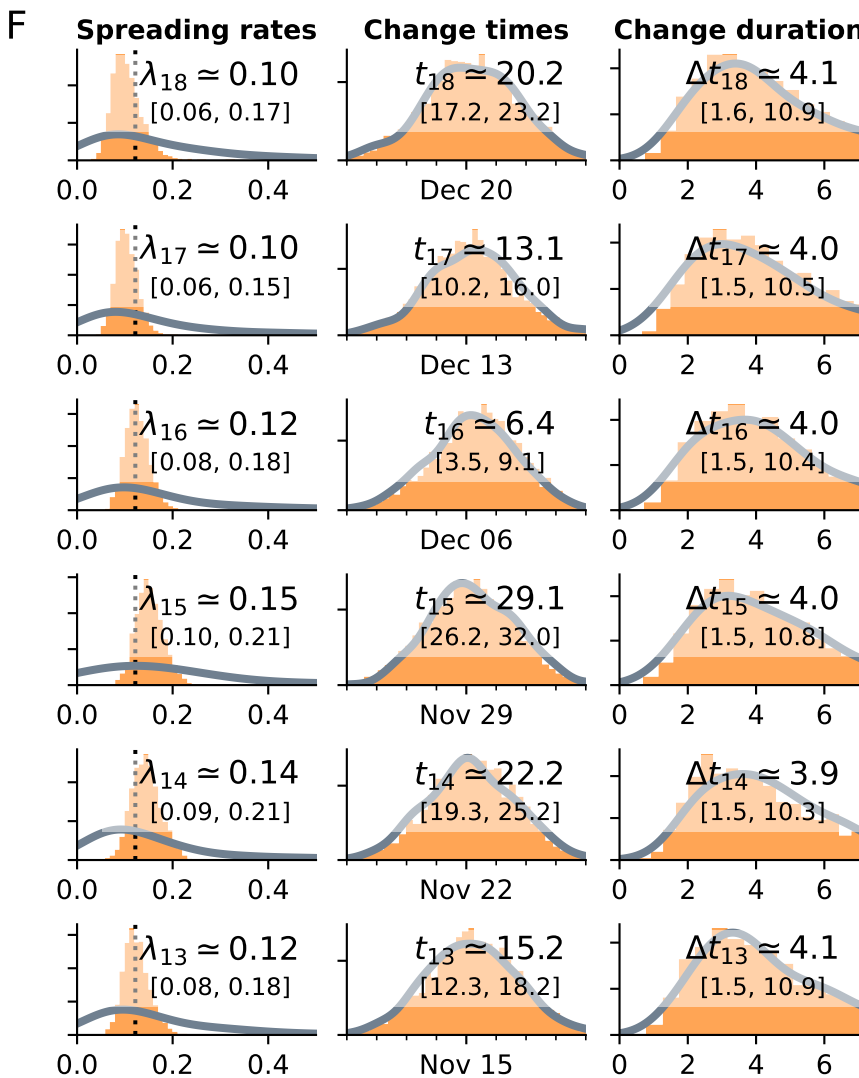 F
Spreading rates Change times Change duration
λ18 ≃ 0.10 t18 ≃ 20.2 Δt18 ≃ 4.1
[0.06, 0.17] [17.2, 23.2] [1.6, 10.9]
0.0 0.2 0.4 Dec 20 0 2 4 6
λ17 ≃ 0.10 t17 ≃ 13.1 Δt17 ≃ 4.0
[0.06, 0.15] [10.2, 16.0] [1.5, 10.5]
0.0 0.2 0.4 Dec 13 0 2 4 6
λ16 ≃ 0.12 t16 ≃ 6.4 Δt16 ≃ 4.0
[0.08, 0.18] [3.5, 9.1] [1.5, 10.4]
0.0 0.2 0.4 Dec 06 0 2 4 6
λ15 ≃ 0.15 t15 ≃ 29.1 Δt15 ≃ 4.0
[0.10, 0.21] [26.2, 32.0] [1.5, 10.8]
0.0 0.2 0.4 Nov 29 0 2 4 6
λ14 ≃ 0.14 t14 ≃ 22.2 Δt14 ≃ 3.9
[0.09, 0.21] [19.3, 25.2] [1.5, 10.3]
0.0 0.2 0.4 Nov 22 0 2 4 6
λ13 ≃ 0.12 t13 ≃ 15.2 Δt13 ≃ 4.1
[0.08, 0.18] [12.3, 18.2] [1.5, 10.9]
0.0 0.2 0.4 Nov 15 0 2 4 6